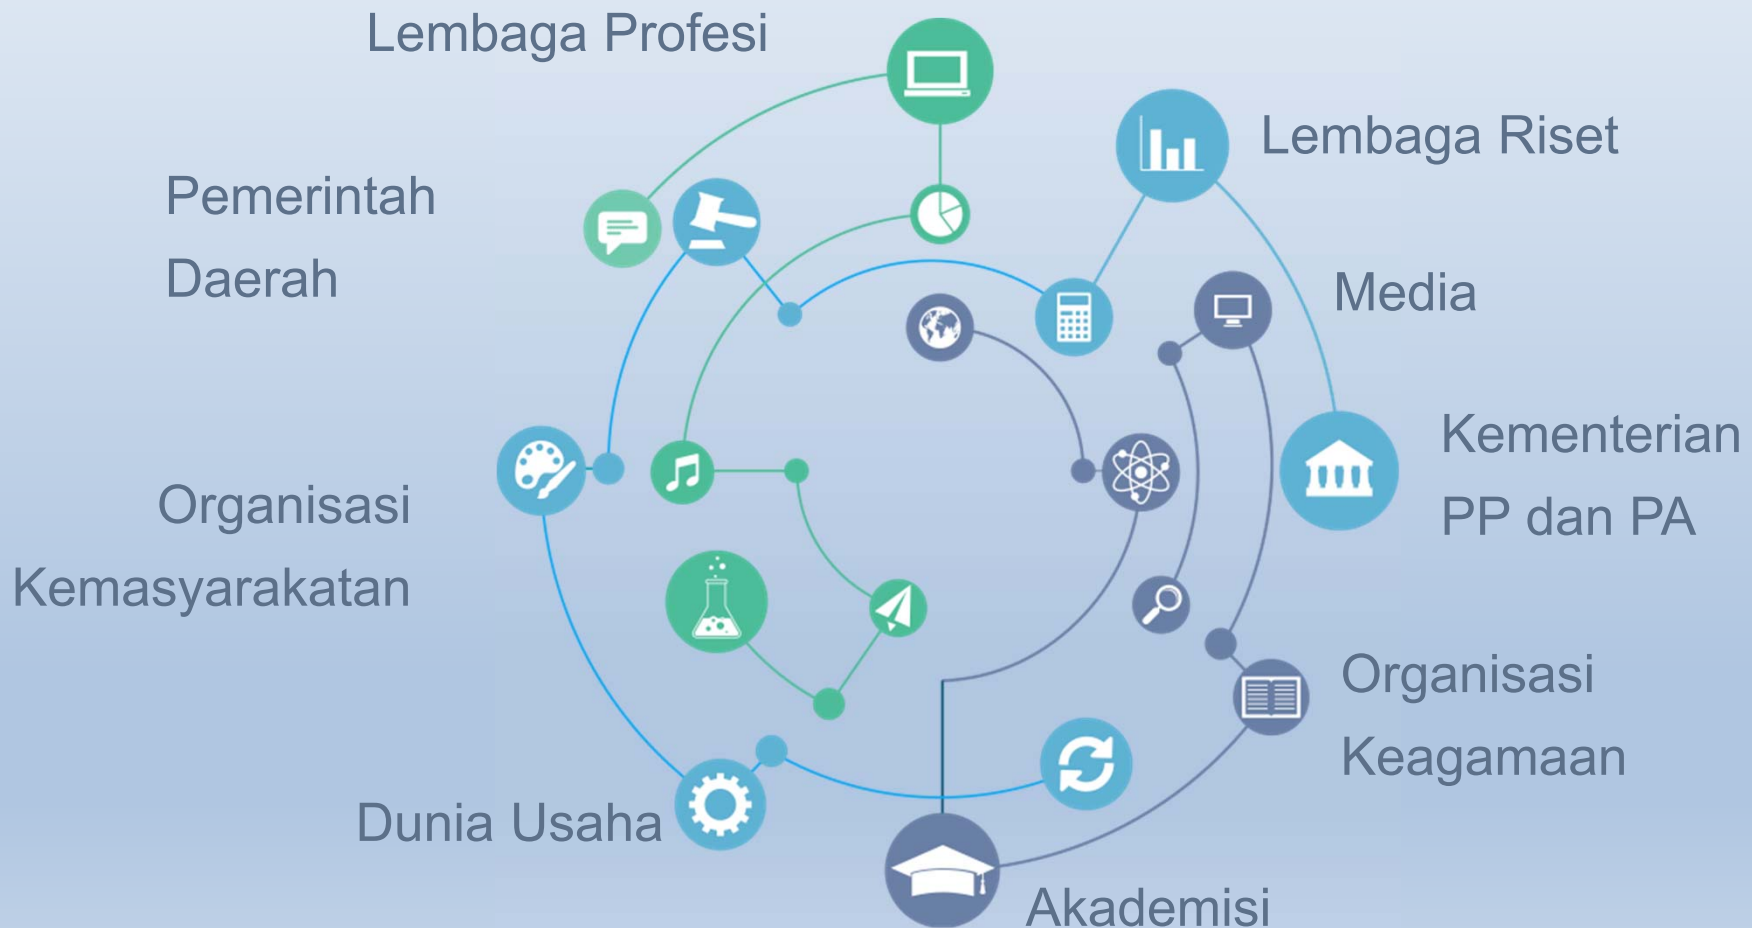 Lembaga Profesi
Lembaga Riset
Pemerintah
Daerah
Media
Kementerian
PP dan PA
Organisasi
Kemasyarakatan
Organisasi
Keagamaan
Dunia Usaha
Akademisi